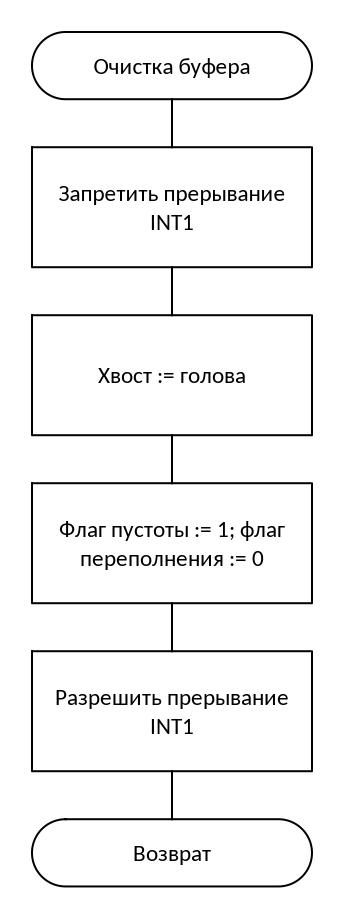 Очистка буфера
Запретить прерывание
INT1
Хвост := голова
Флаг пустоты := 1; флаг
переполнения := 0
Разрешить прерывание
INT1
Возврат